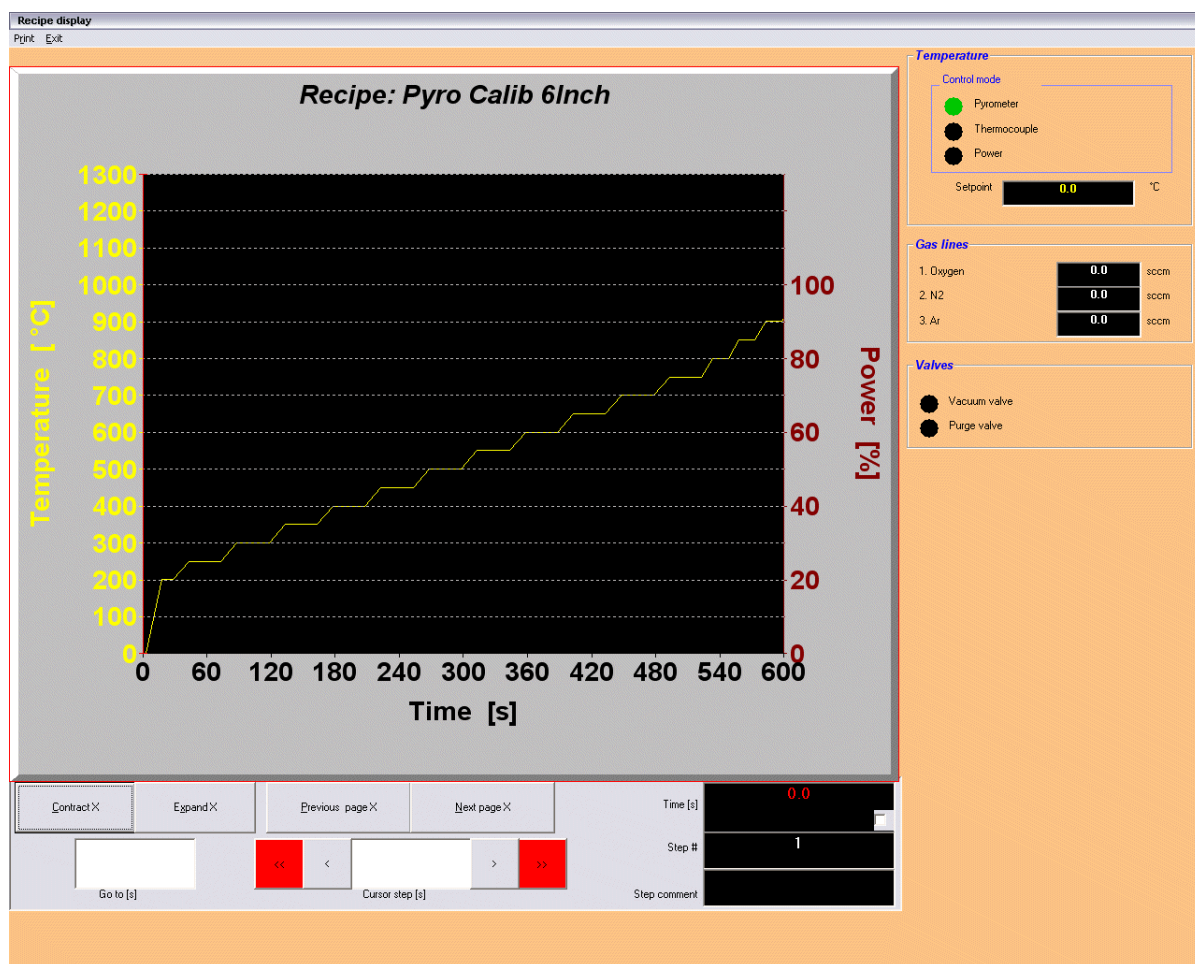 Recipe display
Print Exit
Recipe: Pyro Calib 6Inch
Temperature [ °C]
1300
1200
1100
1000
900
800
700
600
500
400
300
200
100
0
Power [%]
100
80
60
40
20
0
0 60 120 180 240 300 360 420 480 540 600
Time [s]
Contract X Expand X Previous page X Next page X
Go to [s]
<< < > >>
Cursor step [s]
Time [s] 0.0
Step # 1
Step comment
Temperature
Control mode
Pyrometer
Thermocouple
Power
Setpoint 0.0 °C
Gas lines
1. Oxygen 0.0 sccm
2. N2 0.0 sccm
3. Ar 0.0 sccm
Valves
Vacuum valve
Purge valve